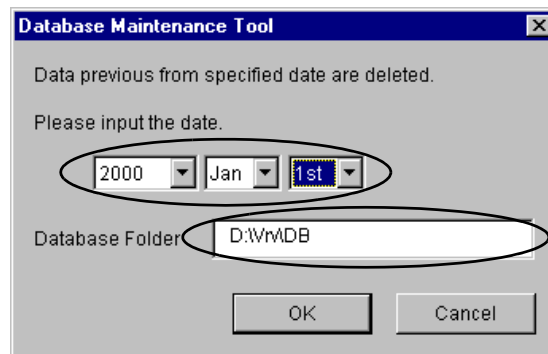 Database Maintenance Tool
Data previous from specified date are deleted.
Please input the date.
2000 Jan 1st
Database Folder D:\Vrv\DB
OK Cancel